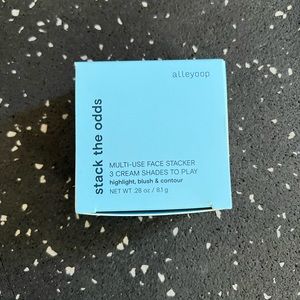 alleyoop
stack the odds
MULTI-USE FACE STACKER
3 CREAM SHADES TO PLAY
highlight, blush & contour
NET WT .28 oz / 8.1 g